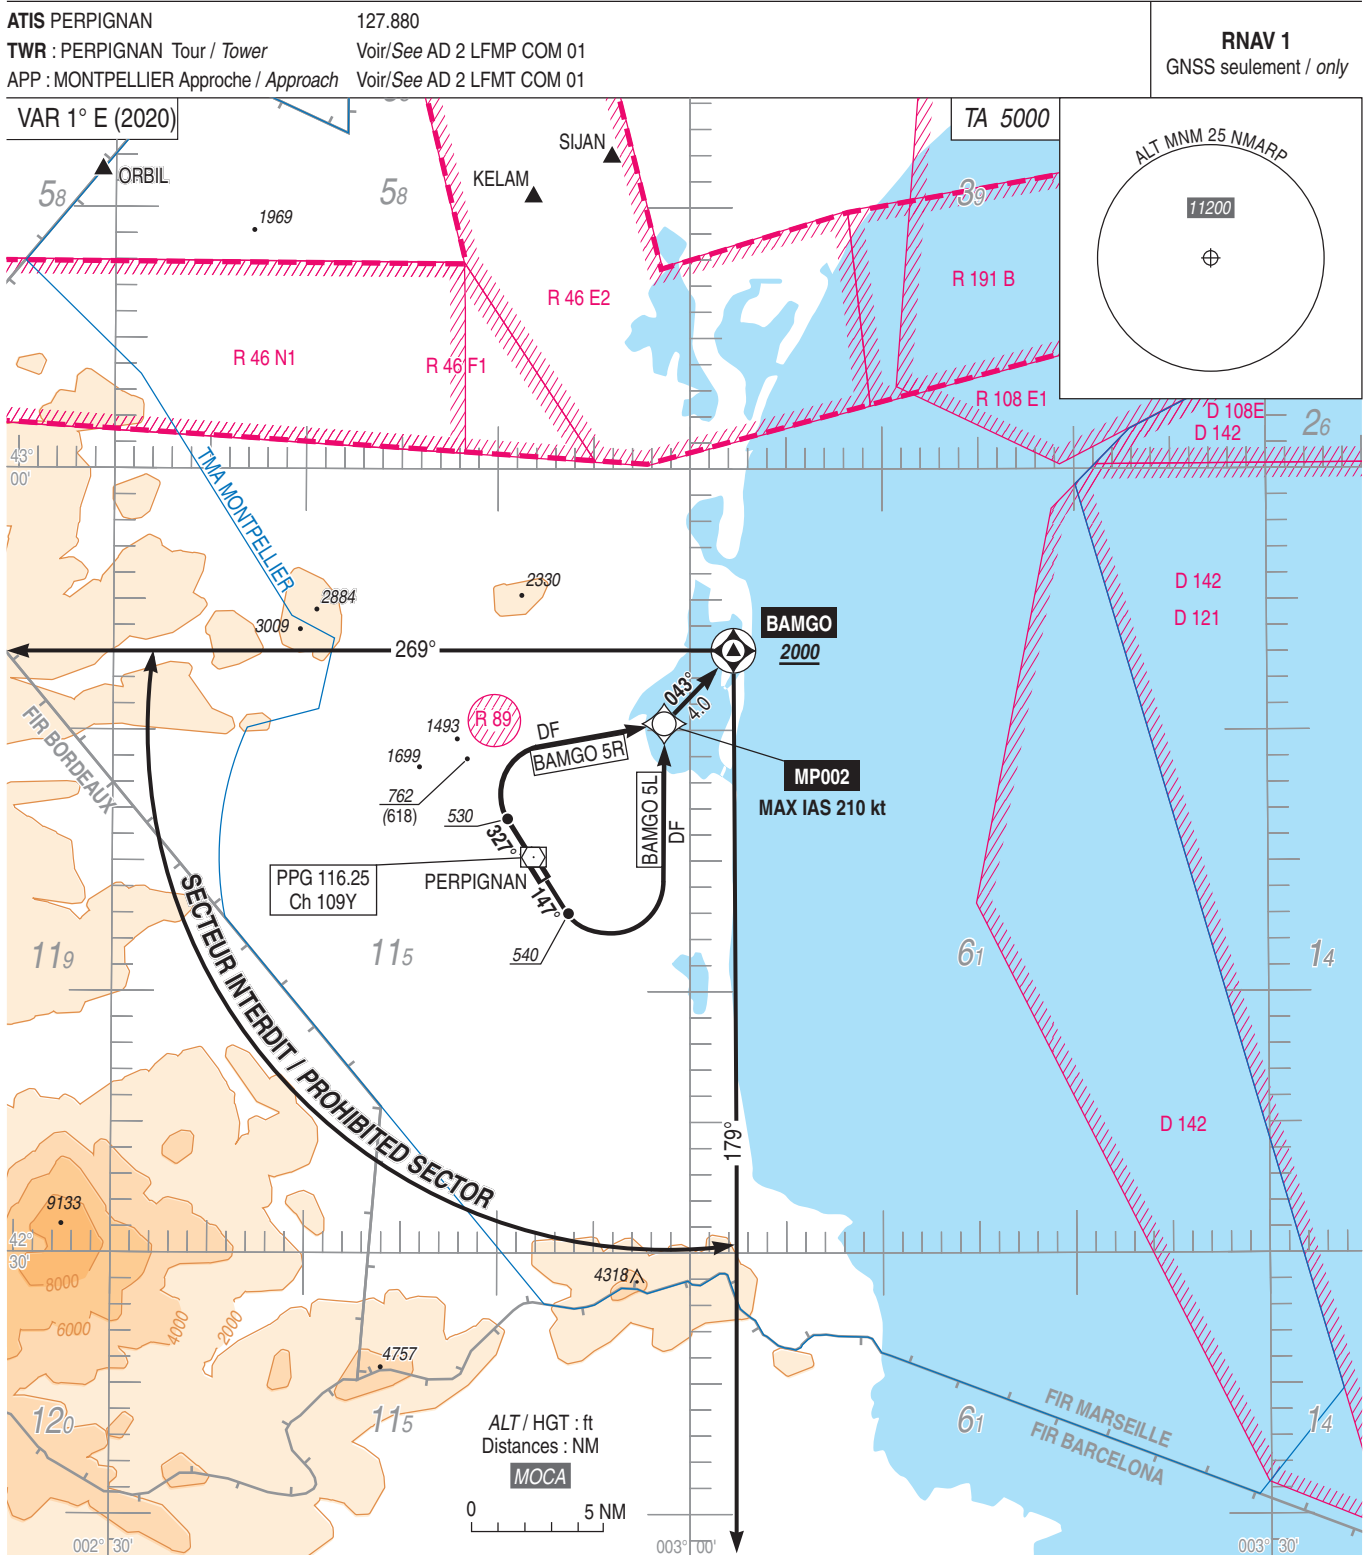 ATIS PERPIGNAN 127.880
TWR : PERPIGNAN Tour / Tower Voir/See AD 2 LFMP COM 01
APP : MONTPELLIER Approche / Approach Voir/See AD 2 LFMT COM 01
RNAV 1
GNSS seulement / only
VAR 1° E (2020)
TA 5000
ALT MNM 25 NMARP
11200
ORBIL
58
1969
58
KELAM
SIJAN
39
R 191 B
R 46 E2
R 46 N1
R 46 F1
R 108 E1
D 108E
D 142
26
43°
00'
TMA MONTPELLIER
2884
3009
2330
D 142
D 121
BAMGO
2000
269°
043°
4.0
FIR BORDEAUX
R 89
1493
1699
762
(618)
DF
BAMGO 5R
MP002
MAX IAS 210 kt
BAMGO 5L
DF
530
327°
PPG 116.25
Ch 109Y
PERPIGNAN
147°
540
119
115
61
14
SECTEUR INTERDIT / PROHIBITED SECTOR
179°
D 142
9133
42°
30'
8000
6000
4000
2000
4318
4757
120
115
61
14
ALT / HGT : ft
Distances : NM
MOCA
0 5 NM
FIR MARSEILLE
FIR BARCELONA
002° 30'
003° 00'
003° 30'